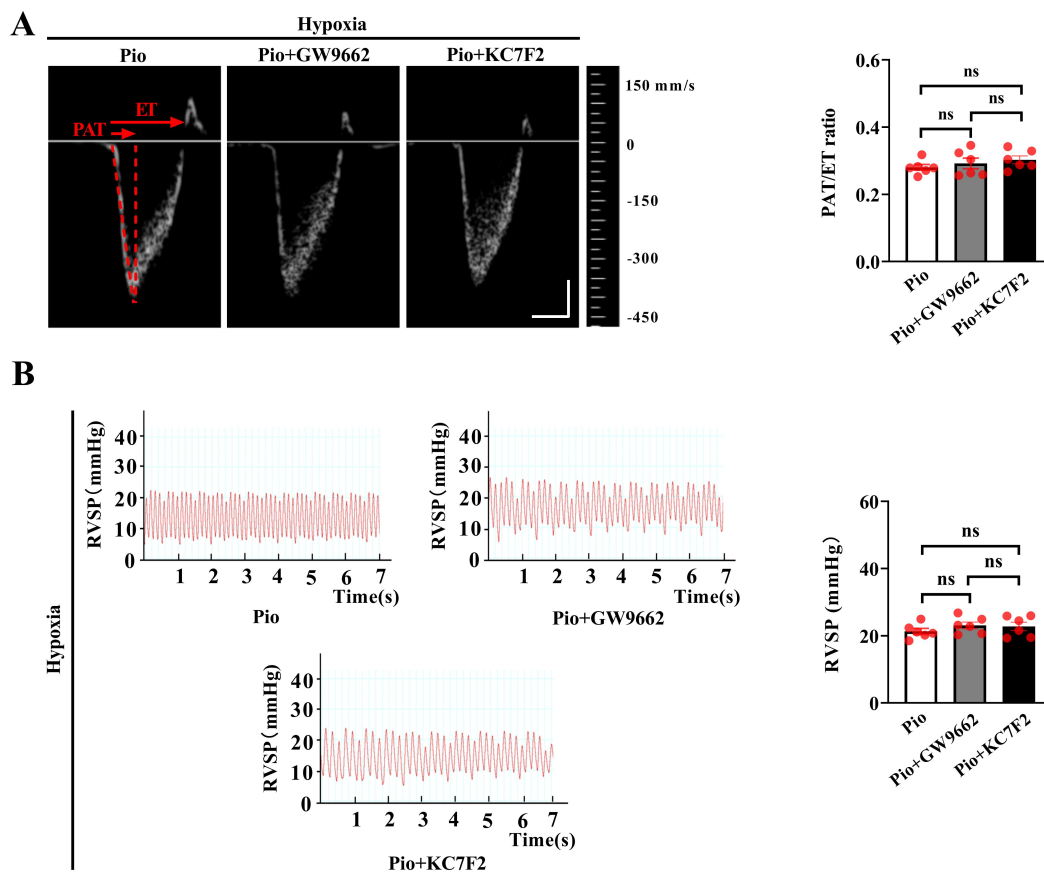 A
Hypoxia
Pio Pio+GW9662 Pio+KC7F2
ET
PAT
150 mm/s
0
-150
-300
-450
PAT/ET ratio
0.6
0.4
0.2
0.0
ns
ns
ns
Pio
Pio+GW9662
Pio+KC7F2
B
Hypoxia
RVSP (mmHg)
40
30
20
10
0
1 2 3 4 5 6 7
Time(s)
Pio
RVSP (mmHg)
40
30
20
10
0
1 2 3 4 5 6 7
Time(s)
Pio+GW9662
RVSP (mmHg)
40
30
20
10
0
1 2 3 4 5 6 7
Time(s)
Pio+KC7F2
RVSP (mmHg)
60
40
20
0
ns
ns
ns
Pio
Pio+GW9662
Pio+KC7F2